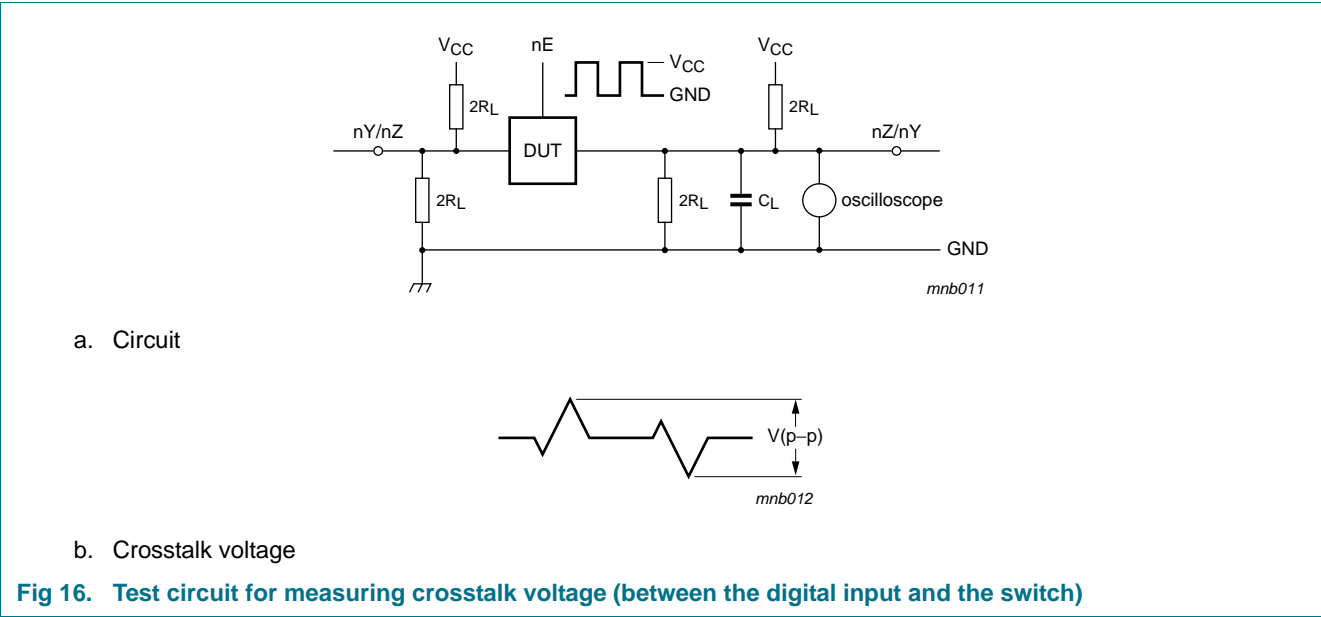 VCC nE VCC
VCC
GND
2RL 2RL
nY/nZ nZ/nY
DUT
2RL 2RL CL oscilloscope
GND
mnb011
a. Circuit
V(p–p)
mnb012
b. Crosstalk voltage
Fig 16. Test circuit for measuring crosstalk voltage (between the digital input and the switch)